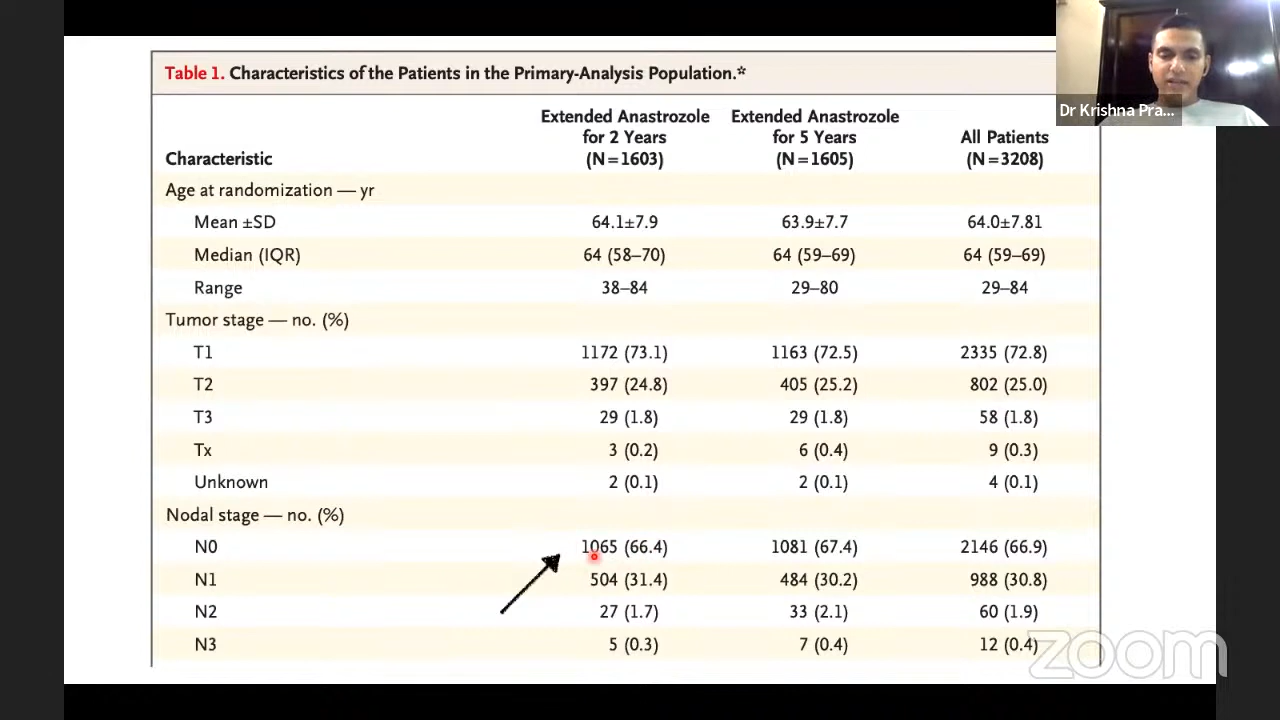 Table 1. Characteristics of the Patients in the Primary-Analysis Population.*
Dr Krishna Pra...
Characteristic Extended Anastrozole for 2 Years (N=1603) Extended Anastrozole for 5 Years (N=1605) All Patients (N=3208)
Age at randomization — yr
Mean ±SD 64.1±7.9 63.9±7.7 64.0±7.81
Median (IQR) 64 (58–70) 64 (59–69) 64 (59–69)
Range 38–84 29–80 29–84
Tumor stage — no. (%)
T1 1172 (73.1) 1163 (72.5) 2335 (72.8)
T2 397 (24.8) 405 (25.2) 802 (25.0)
T3 29 (1.8) 29 (1.8) 58 (1.8)
Tx 3 (0.2) 6 (0.4) 9 (0.3)
Unknown 2 (0.1) 2 (0.1) 4 (0.1)
Nodal stage — no. (%)
N0 1065 (66.4) 1081 (67.4) 2146 (66.9)
N1 504 (31.4) 484 (30.2) 988 (30.8)
N2 27 (1.7) 33 (2.1) 60 (1.9)
N3 5 (0.3) 7 (0.4) 12 (0.4)
zoom